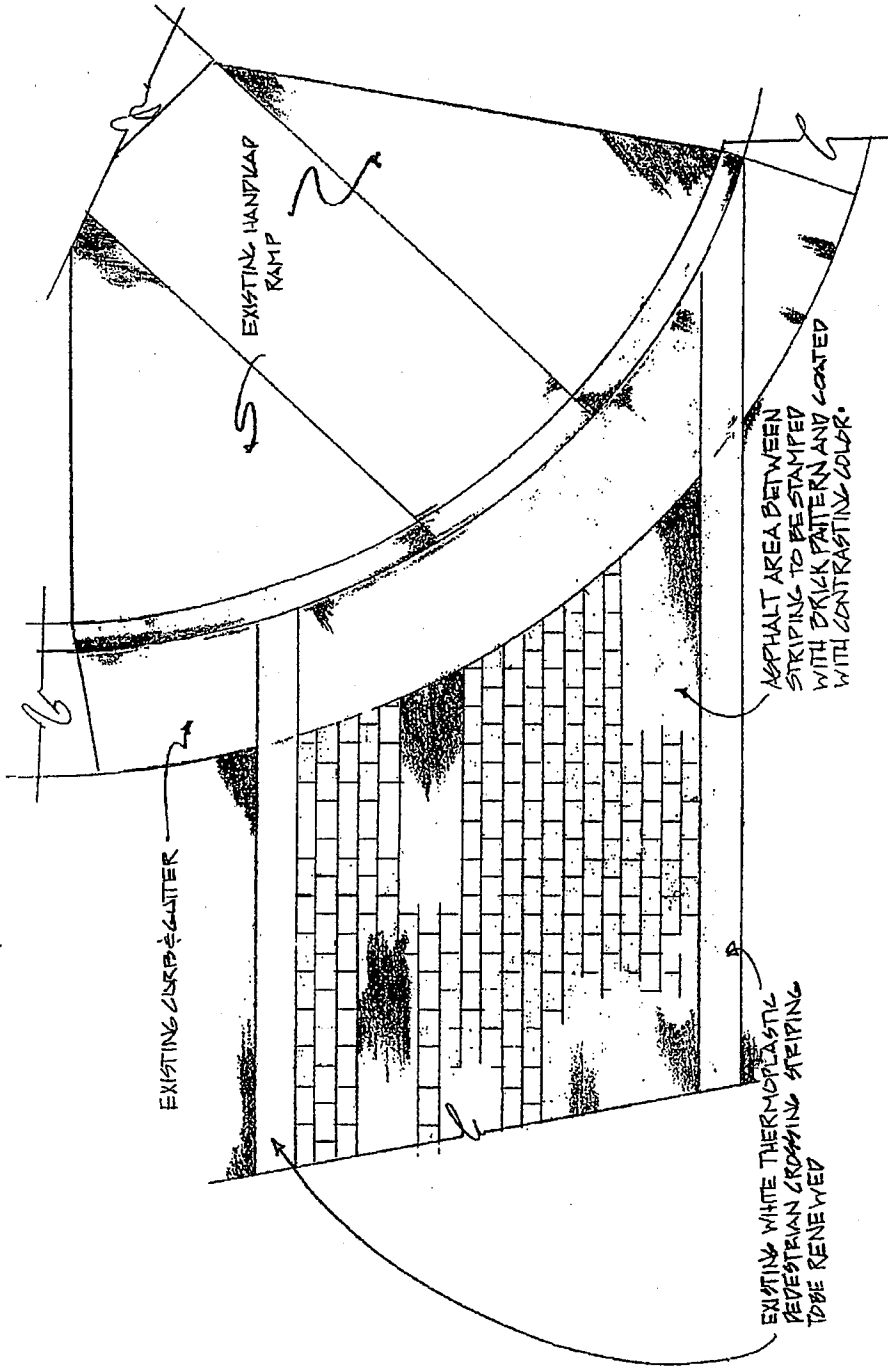 EXISTING HANDICAP
RAMP
EXISTING CURB & GUTTER
ASPHALT AREA BETWEEN
STRIPING TO BE STAMPED
WITH BRICK PATTERN AND COATED
WITH CONTRASTING COLOR.
EXISTING WHITE THERMOPLASTIC
PEDESTRIAN CROSSING STRIPING
TO BE RENEWED